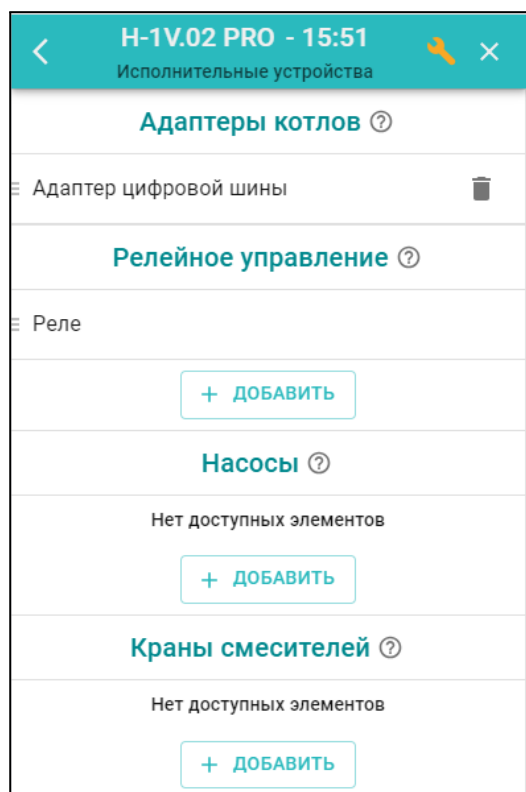 H-1V.02 PRO - 15:51
Исполнительные устройства
Адаптеры котлов ?
Адаптер цифровой шины
Релейное управление ?
Реле
+ ДОБАВИТЬ
Насосы ?
Нет доступных элементов
+ ДОБАВИТЬ
Краны смесителей ?
Нет доступных элементов
+ ДОБАВИТЬ